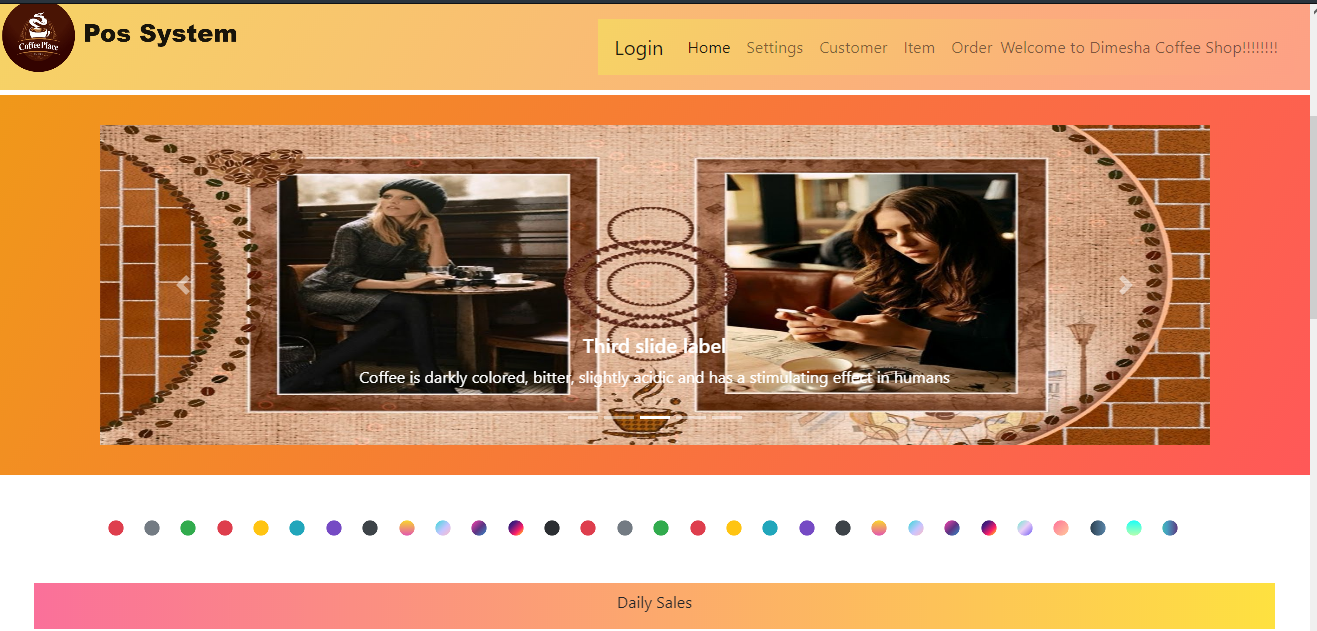 Coffee Place
Pos System
Login Home Settings Customer Item Order Welcome to Dimesha Coffee Shop!!!!!!!!
Third slide label
Coffee is darkly colored, bitter, slightly acidic and has a stimulating effect in humans
Daily Sales